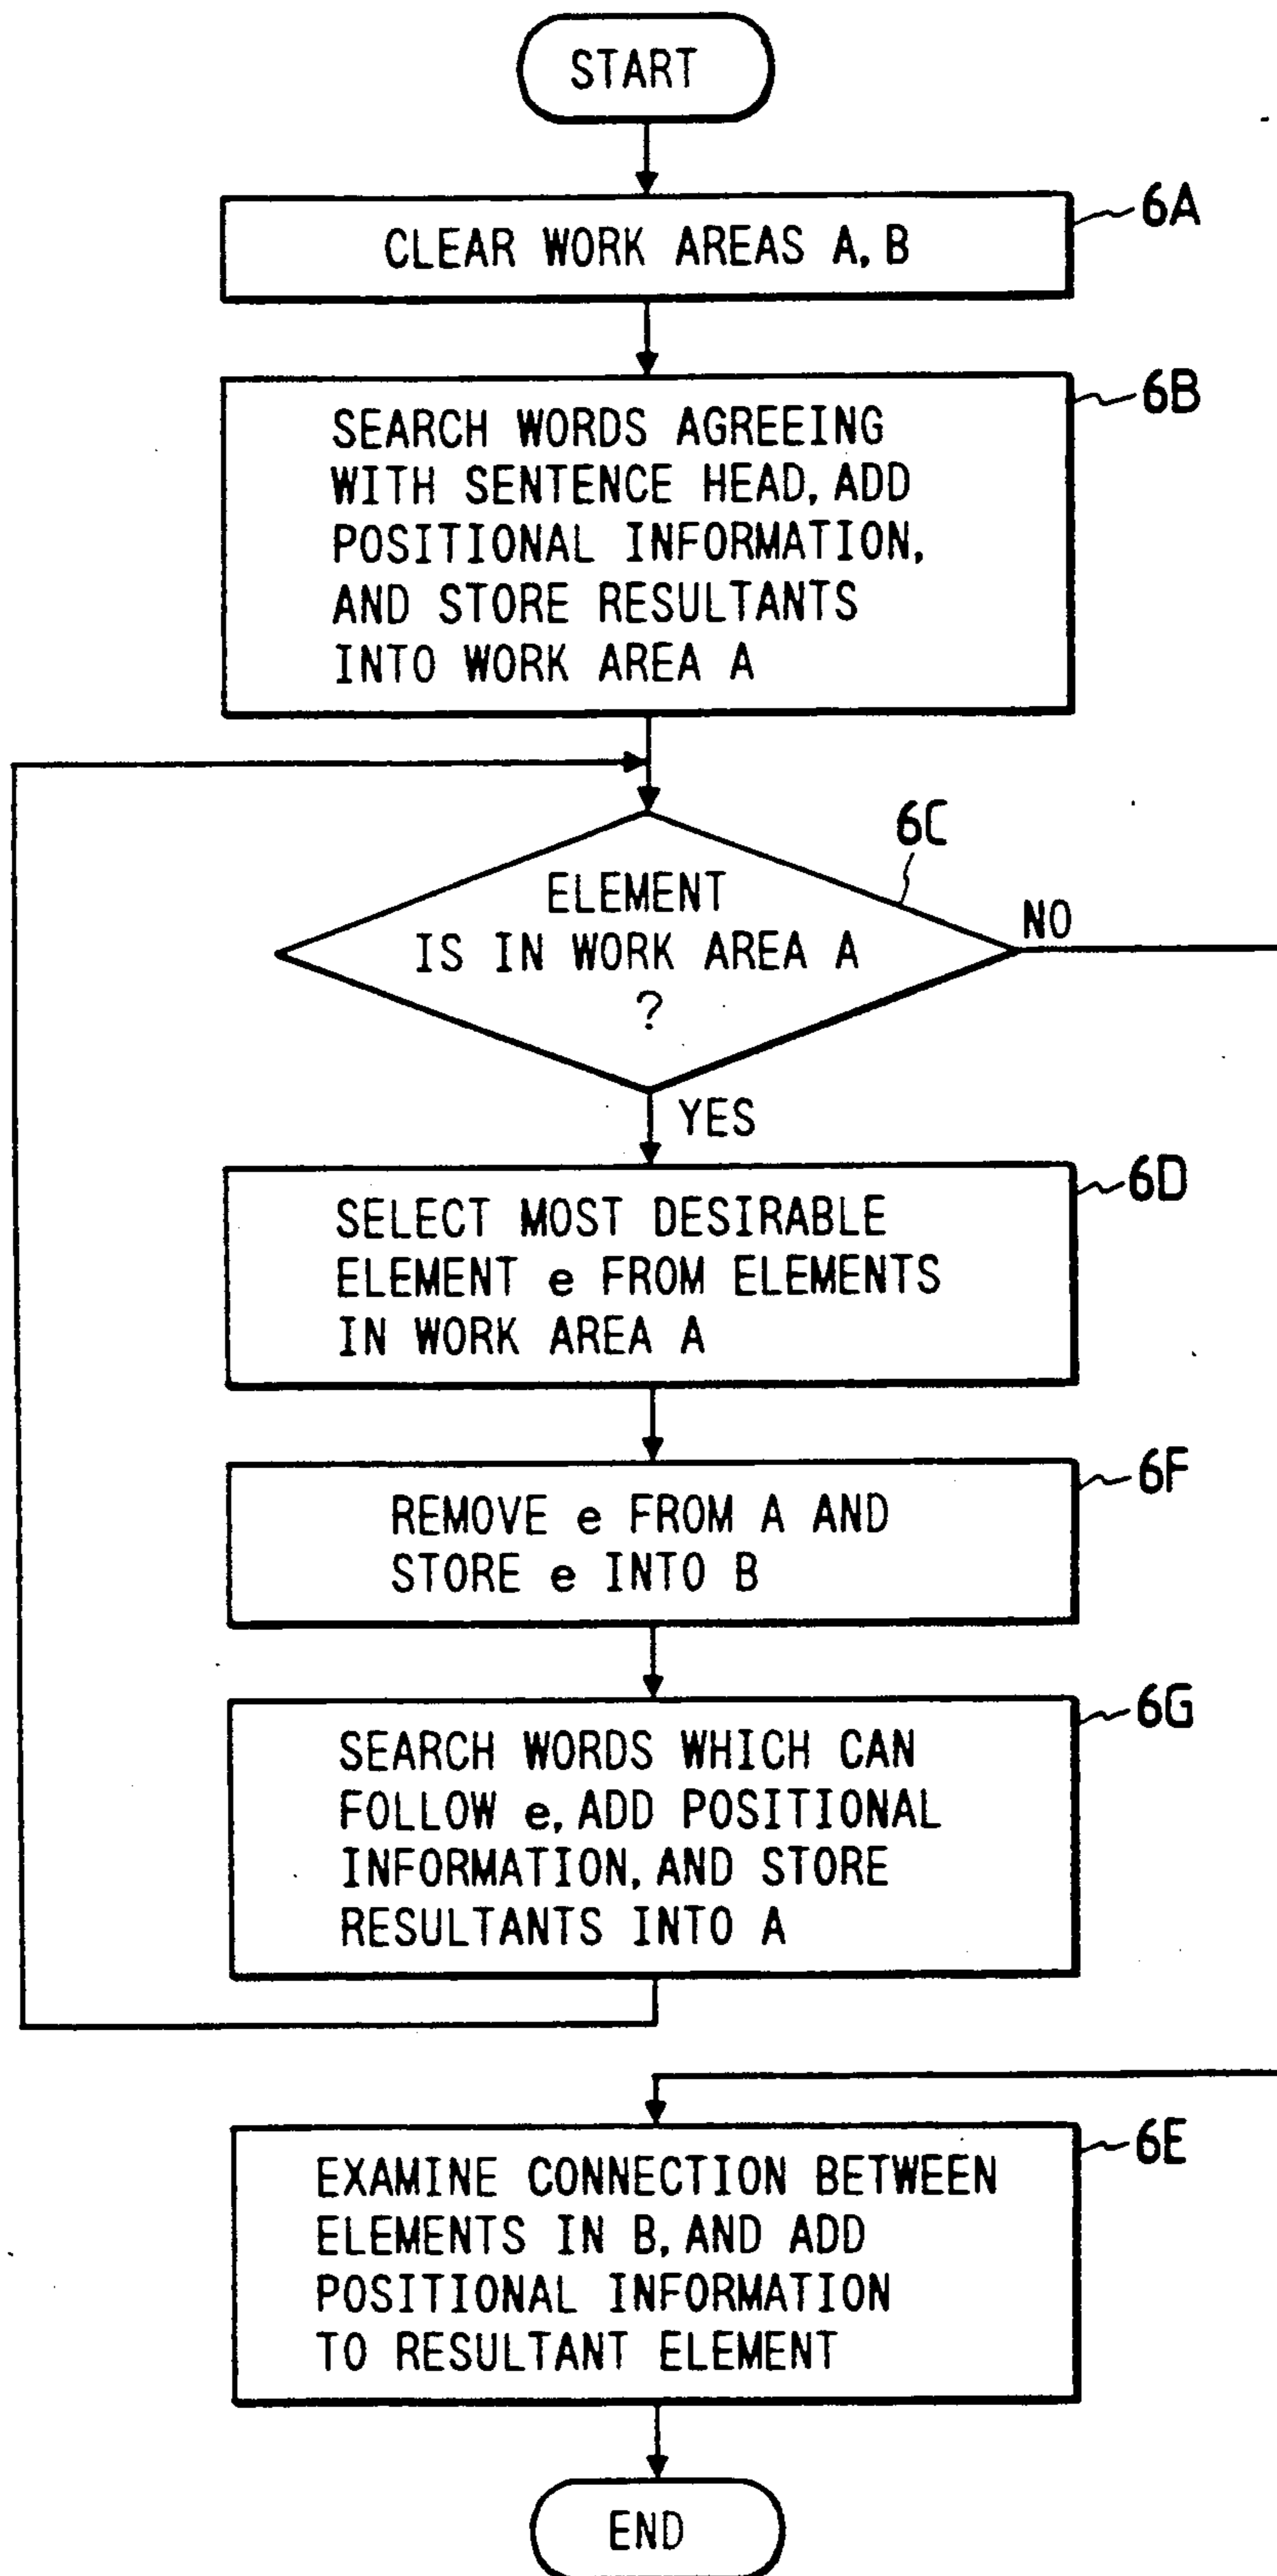 START
6A
CLEAR WORK AREAS A, B
6B
SEARCH WORDS AGREEING
WITH SENTENCE HEAD, ADD
POSITIONAL INFORMATION,
AND STORE RESULTANTS
INTO WORK AREA A
6C
ELEMENT
IS IN WORK AREA A
?
NO
YES
6D
SELECT MOST DESIRABLE
ELEMENT e FROM ELEMENTS
IN WORK AREA A
6F
REMOVE e FROM A AND
STORE e INTO B
6G
SEARCH WORDS WHICH CAN
FOLLOW e, ADD POSITIONAL
INFORMATION, AND STORE
RESULTANTS INTO A
6E
EXAMINE CONNECTION BETWEEN
ELEMENTS IN B, AND ADD
POSITIONAL INFORMATION
TO RESULTANT ELEMENT
END